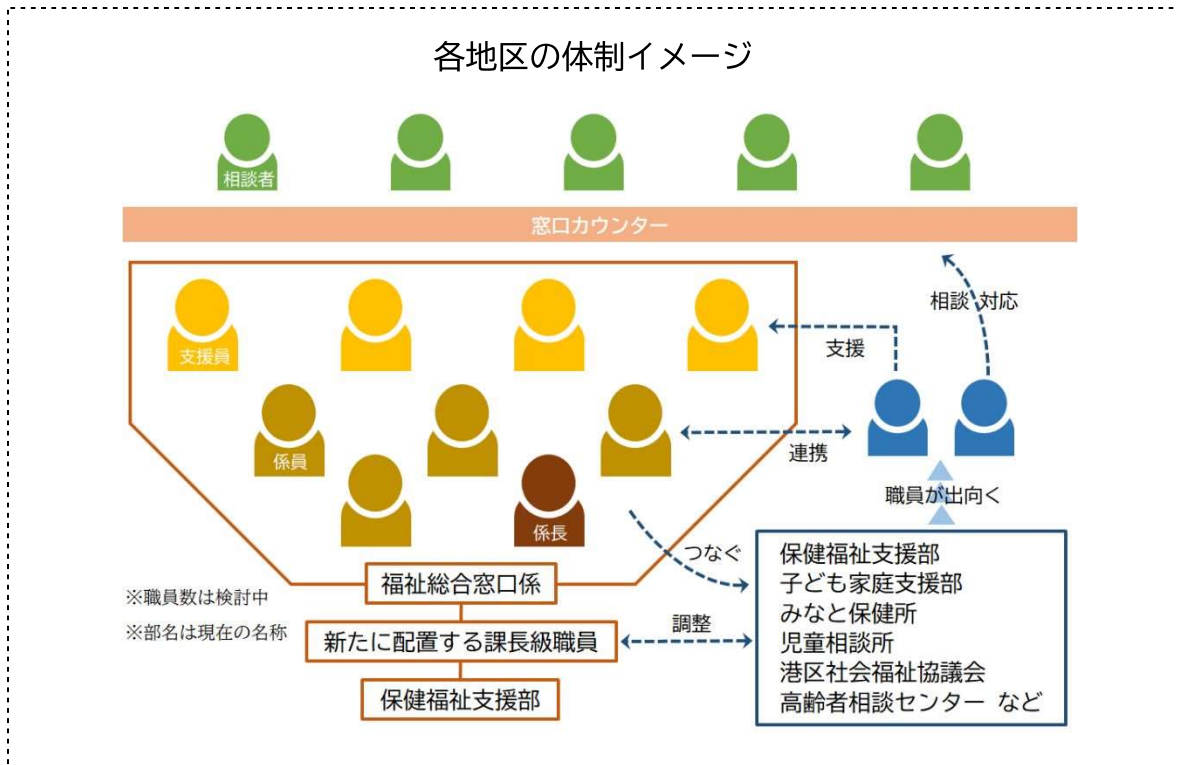 各地区の体制イメージ
相談者
窓口カウンター
相談 対応
支援員
支援
係員
連携
職員が出向く
係長
つなぐ
福祉総合窓口係
※職員数は検討中
※部名は現在の名称
新たに配置する課長級職員
調整
保健福祉支援部
保健福祉支援部
子ども家庭支援部
みなと保健所
児童相談所
港区社会福祉協議会
高齢者相談センター など